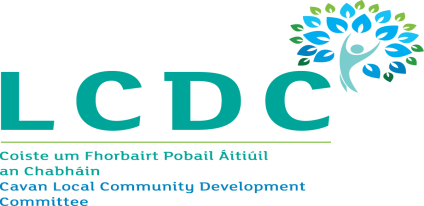 LCDC
Coiste um Fhorbairt Pobail Áitiúil
an Chabháin
Cavan Local Community Development
Committee